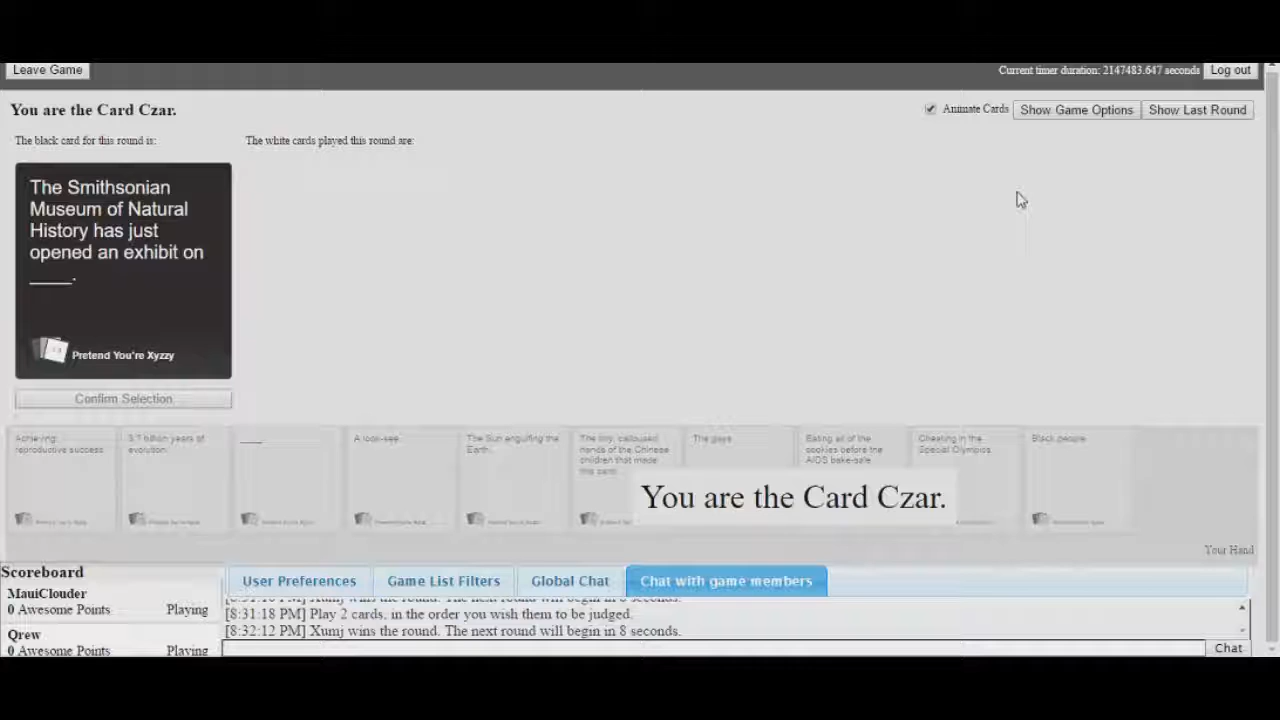 Leave Game
Current timer duration: 2147483.647 seconds
Log out
You are the Card Czar.
Animate Cards
Show Game Options
Show Last Round
The black card for this round is:
The white cards played this round are:
The Smithsonian
Museum of Natural
History has just
opened an exhibit on
____.
Pretend You're Xyzzy
Confirm Selection
Achieving
reproductive success.
3.7 billion years of
evolution.
____
A look-see.
The Sun engulfing the
Earth.
The tiny, calloused
hands of the Chinese
children that made
this card.
The gays.
Eating all of the
cookies before the
AIDS bake-sale.
Cheating in the
Special Olympics.
Black people.
You are the Card Czar.
Your Hand
Scoreboard
MauiClouder
0 Awesome Points
Playing
Qrew
0 Awesome Points
Playing
User Preferences
Game List Filters
Global Chat
Chat with game members
[8:31:18 PM] Play 2 cards, in the order you wish them to be judged.
[8:32:12 PM] Xumj wins the round. The next round will begin in 8 seconds.
Chat